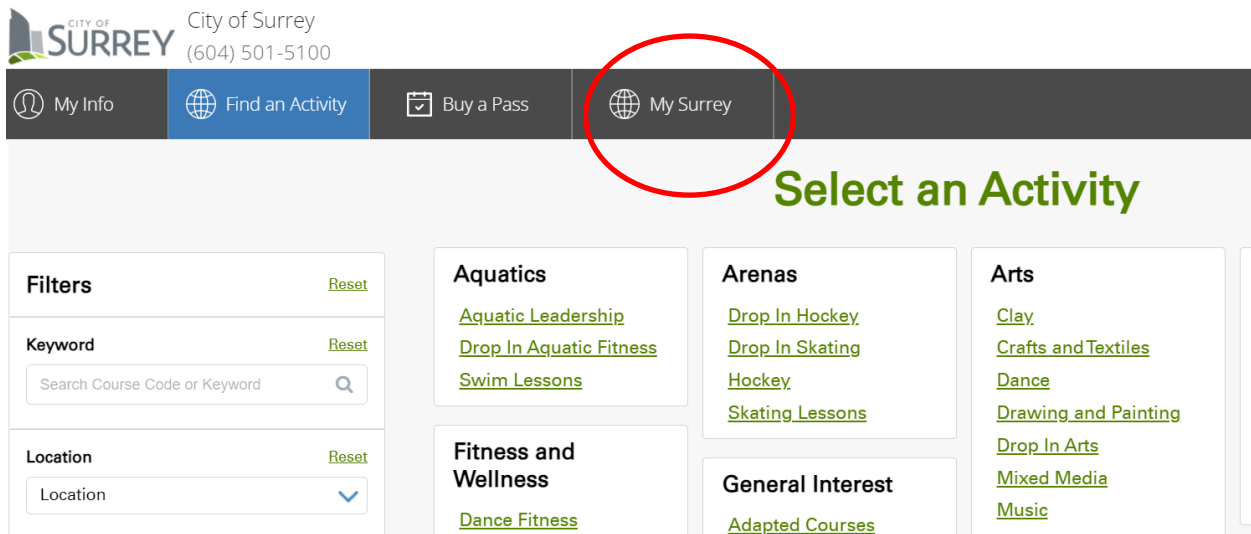 CITY OF
SURREY
City of Surrey
(604) 501-5100
My Info
Find an Activity
Buy a Pass
My Surrey
Select an Activity
Filters
Reset
Keyword
Reset
Search Course Code or Keyword
Location
Reset
Location
Aquatics
Aquatic Leadership
Drop In Aquatic Fitness
Swim Lessons
Fitness and
Wellness
Dance Fitness
Arenas
Drop In Hockey
Drop In Skating
Hockey
Skating Lessons
General Interest
Adapted Courses
Arts
Clay
Crafts and Textiles
Dance
Drawing and Painting
Drop In Arts
Mixed Media
Music